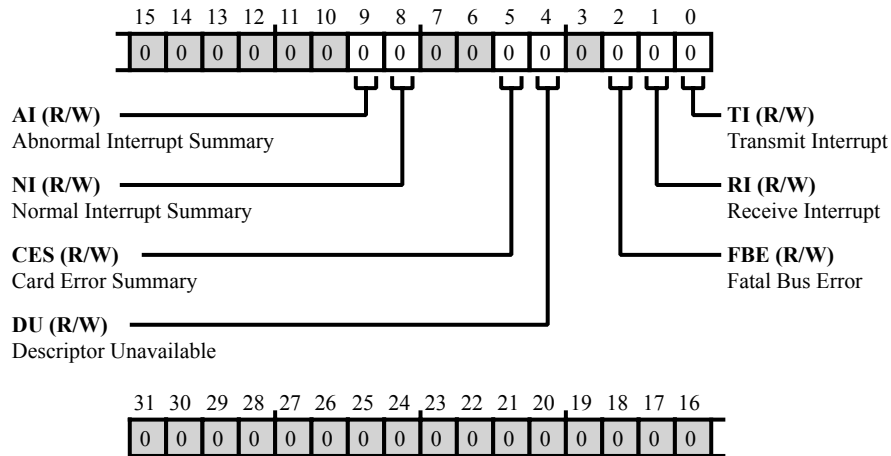 15 14 13 12 11 10 9 8 7 6 5 4 3 2 1 0
0 0 0 0 0 0 0 0 0 0 0 0 0 0 0 0
AI (R/W)
Abnormal Interrupt Summary
NI (R/W)
Normal Interrupt Summary
CES (R/W)
Card Error Summary
DU (R/W)
Descriptor Unavailable
TI (R/W)
Transmit Interrupt
RI (R/W)
Receive Interrupt
FBE (R/W)
Fatal Bus Error
31 30 29 28 27 26 25 24 23 22 21 20 19 18 17 16
0 0 0 0 0 0 0 0 0 0 0 0 0 0 0 0